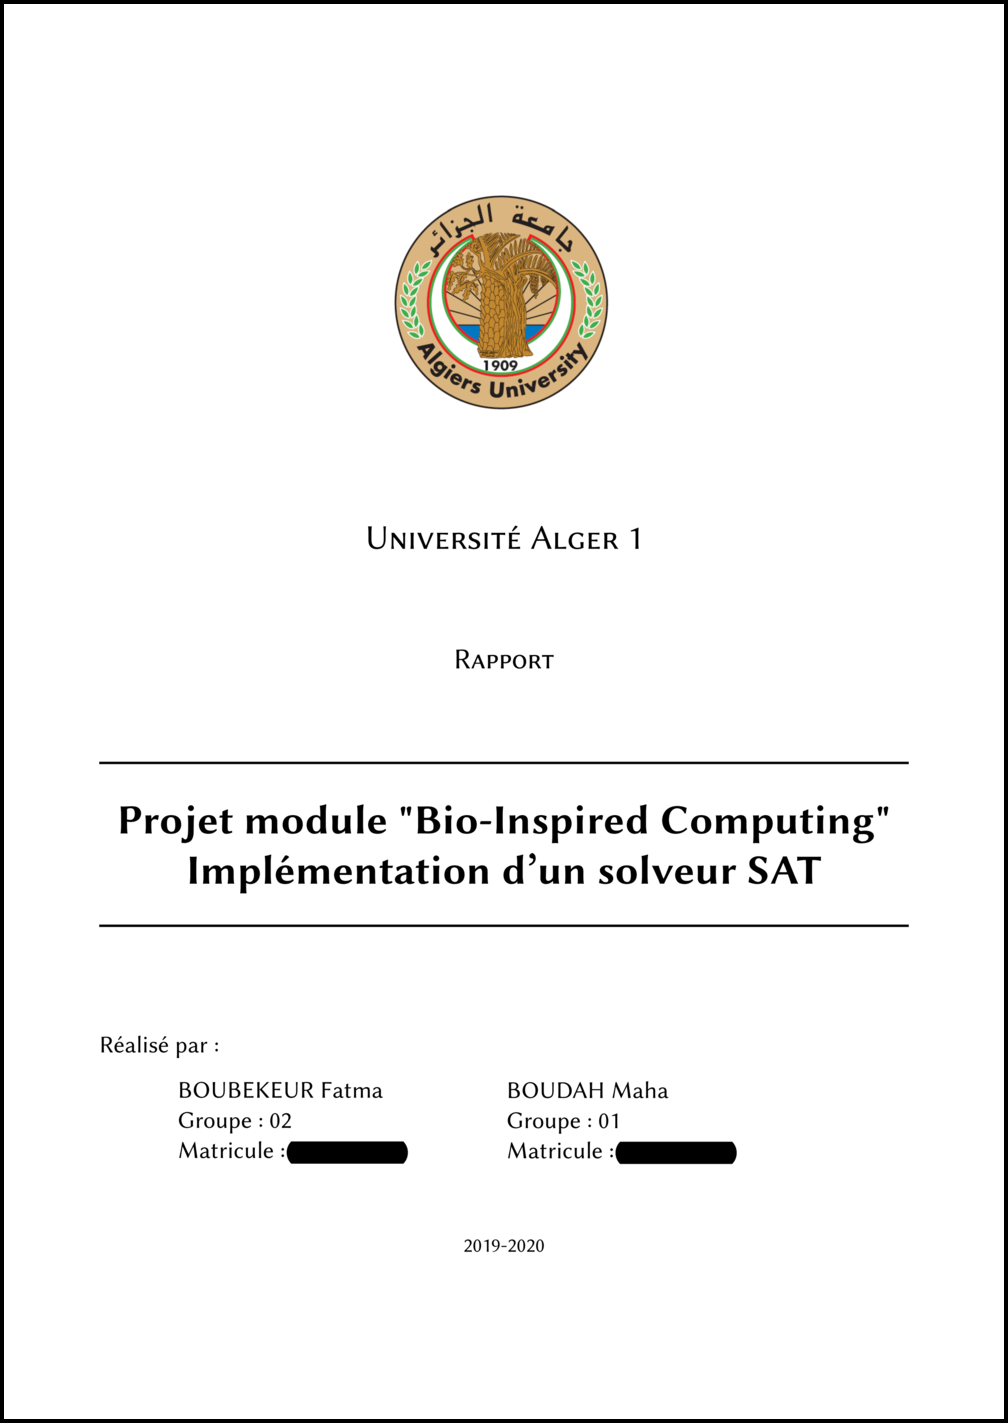 جامعة الجزائر
1909
Algiers University
Université Alger 1
Rapport
Projet module "Bio-Inspired Computing"
Implémentation d’un solveur SAT
Réalisé par :
BOUBEKEUR Fatma
Groupe : 02
Matricule :
BOUDAH Maha
Groupe : 01
Matricule :
2019-2020